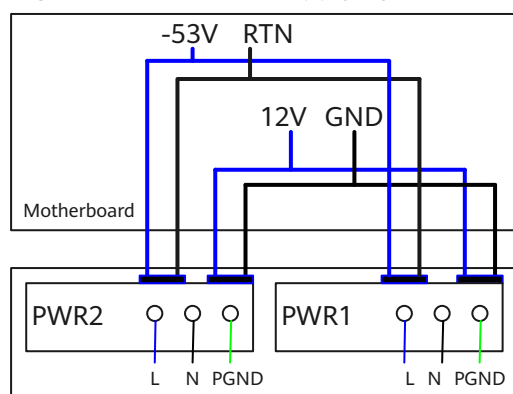 -53V RTN
12V GND
Motherboard
PWR2 PWR1
L N PGND L N PGND